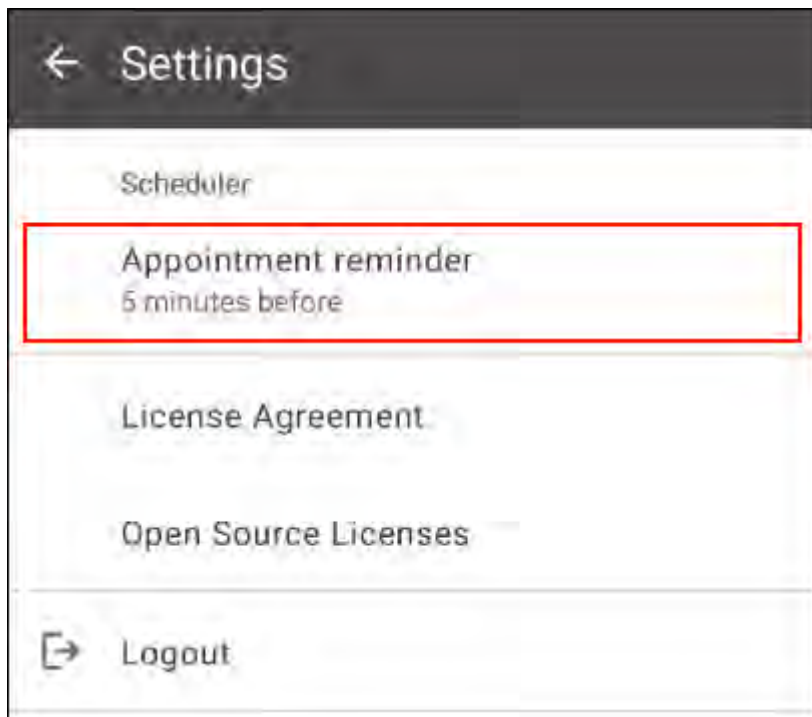 Settings
Scheduler
Appointment reminder
5 minutes before
License Agreement
Open Source Licenses
Logout